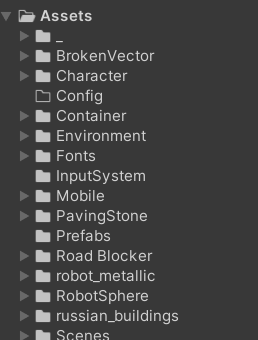 Assets
_
BrokenVector
Character
Config
Container
Environment
Fonts
InputSystem
Mobile
PavingStone
Prefabs
Road Blocker
robot_metallic
RobotSphere
russian_buildings
Scenes